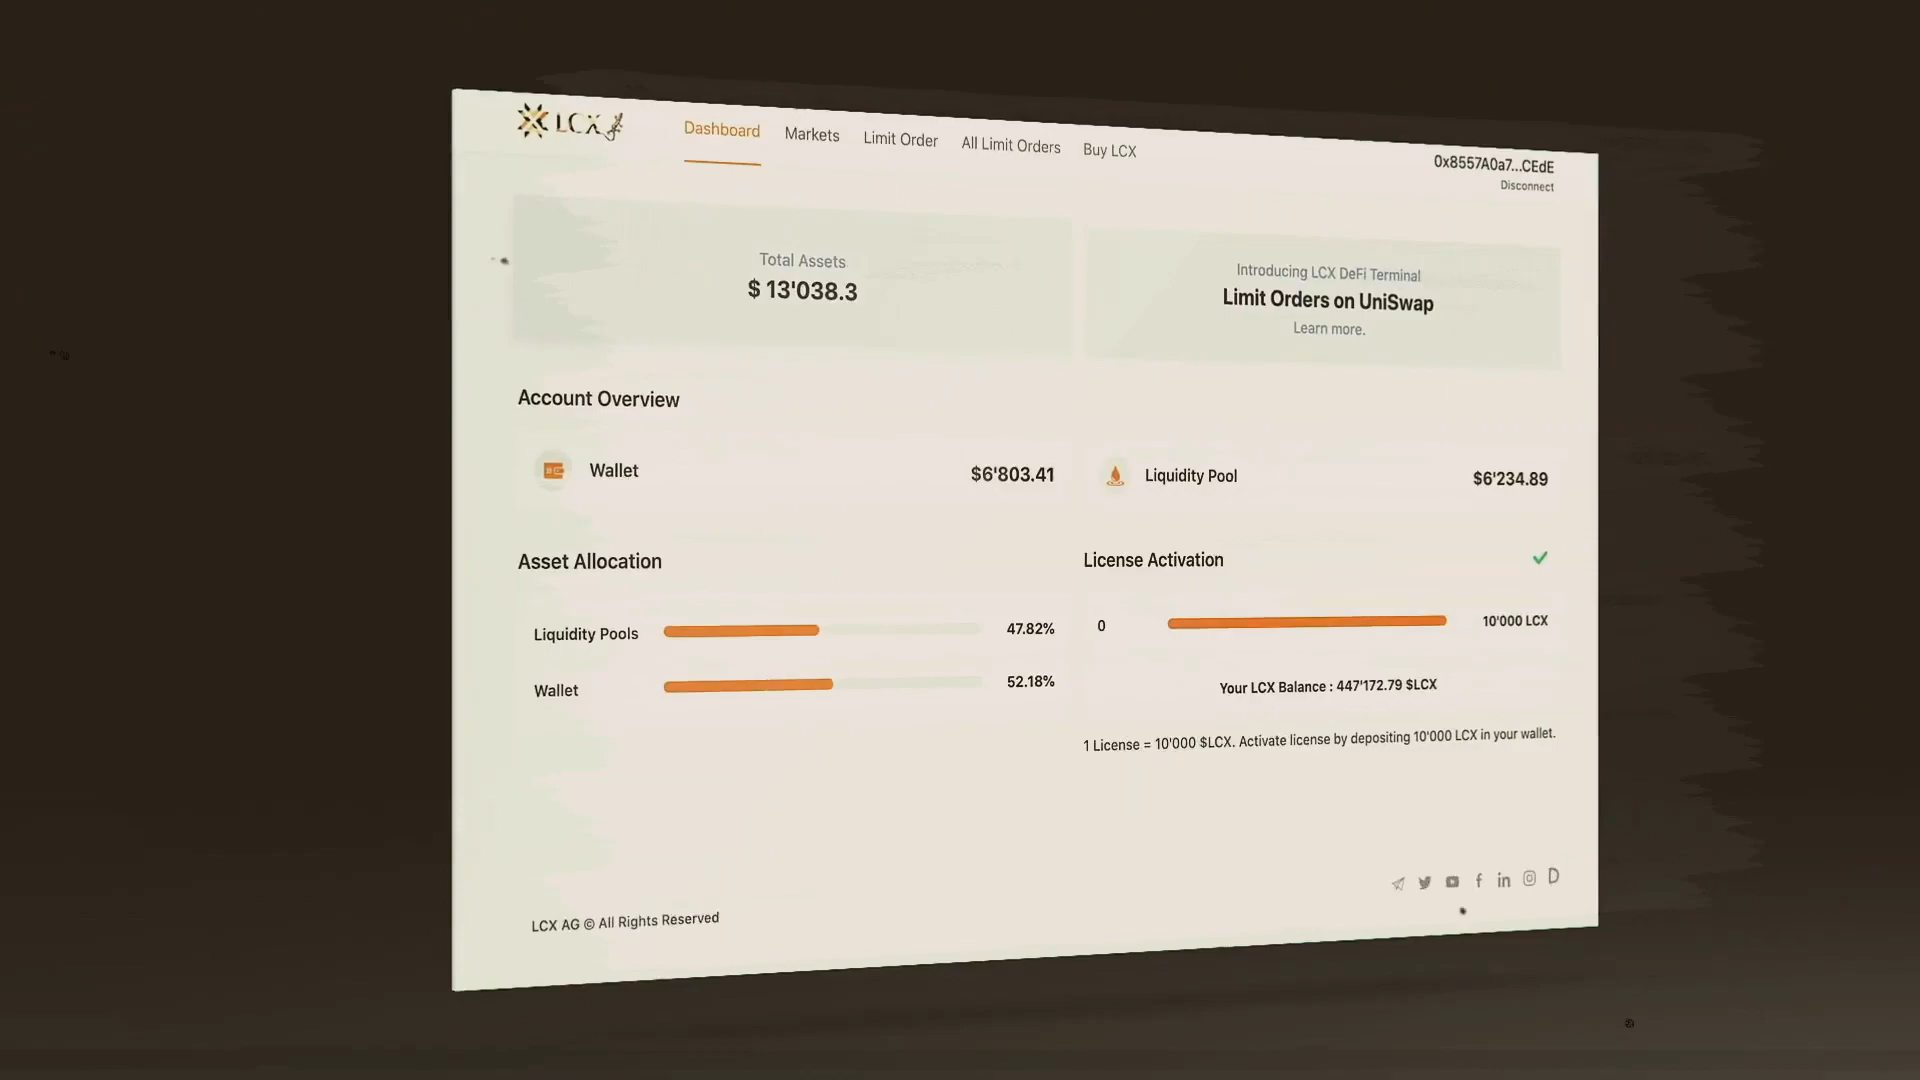 LCX
Dashboard
Markets
Limit Order
All Limit Orders
Buy LCX
0x8557A0a7...CEdE
Disconnect
Total Assets
$ 13'038.3
Introducing LCX DeFi Terminal
Limit Orders on UniSwap
Learn more.
Account Overview
Wallet
$6'803.41
Liquidity Pool
$6'234.89
Asset Allocation
Liquidity Pools
47.82%
Wallet
52.18%
License Activation
0
10'000 LCX
Your LCX Balance : 447'172.79 $LCX
1 License = 10'000 $LCX. Activate license by depositing 10'000 LCX in your wallet.
LCX AG © All Rights Reserved